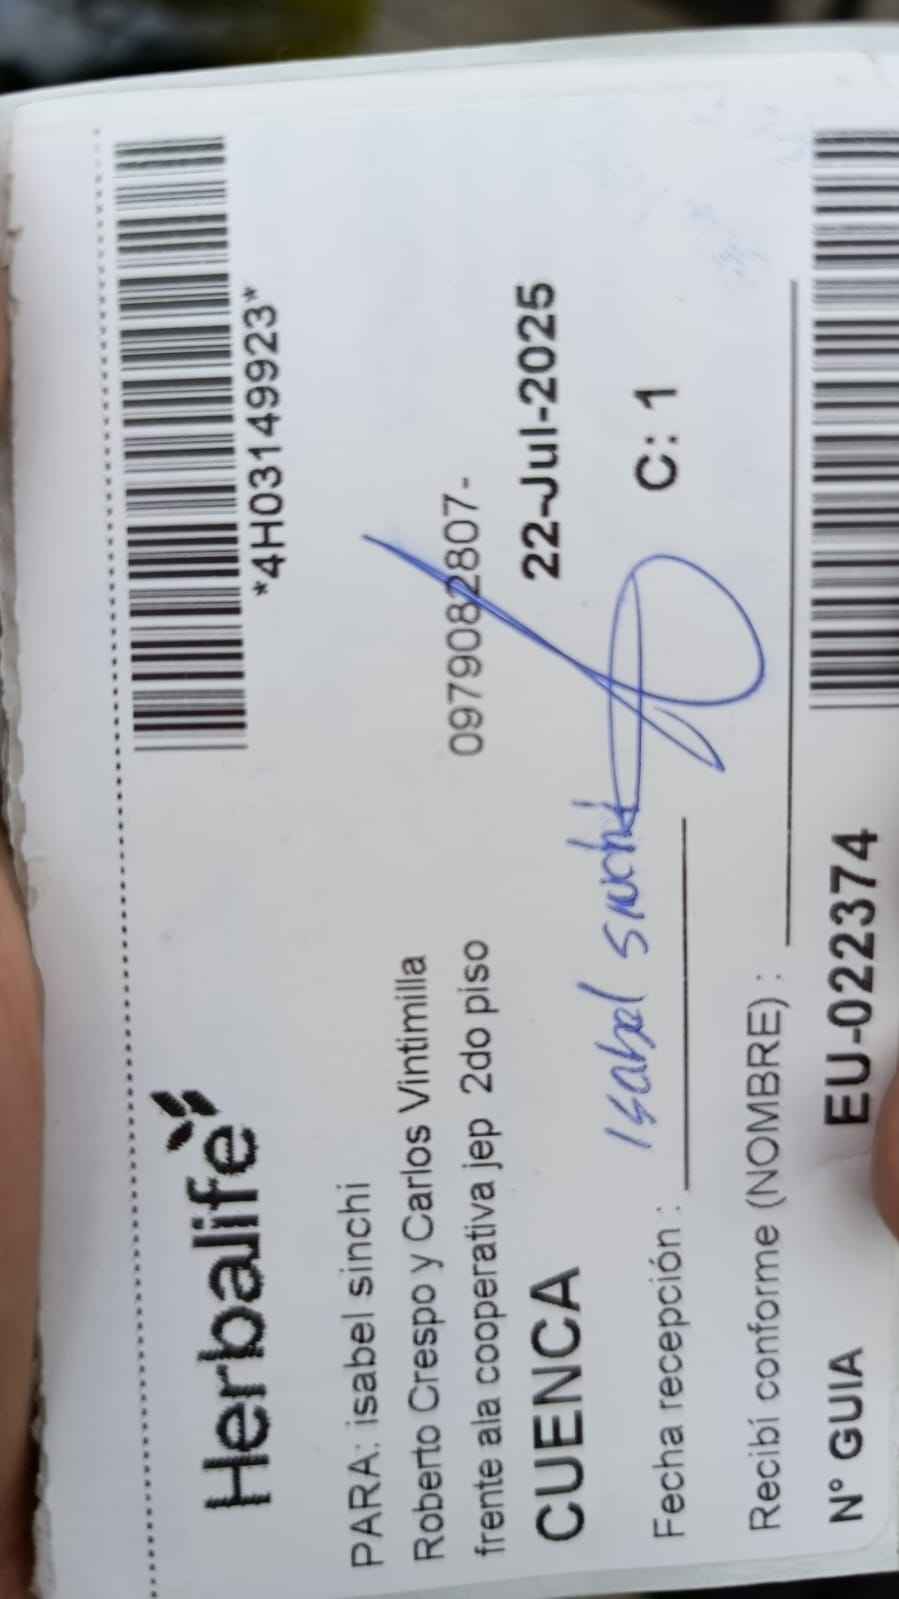 *4H03149923*
Herbalife
PARA: isabel sinchi
Roberto Crespo y Carlos Vintimilla
frente ala cooperativa jep 2do piso
0979082807-
CUENCA
22-Jul-2025
Isabel Sinchi
Fecha recepción :
C: 1
Recibí conforme (NOMBRE) :
N° GUIA EU-022374